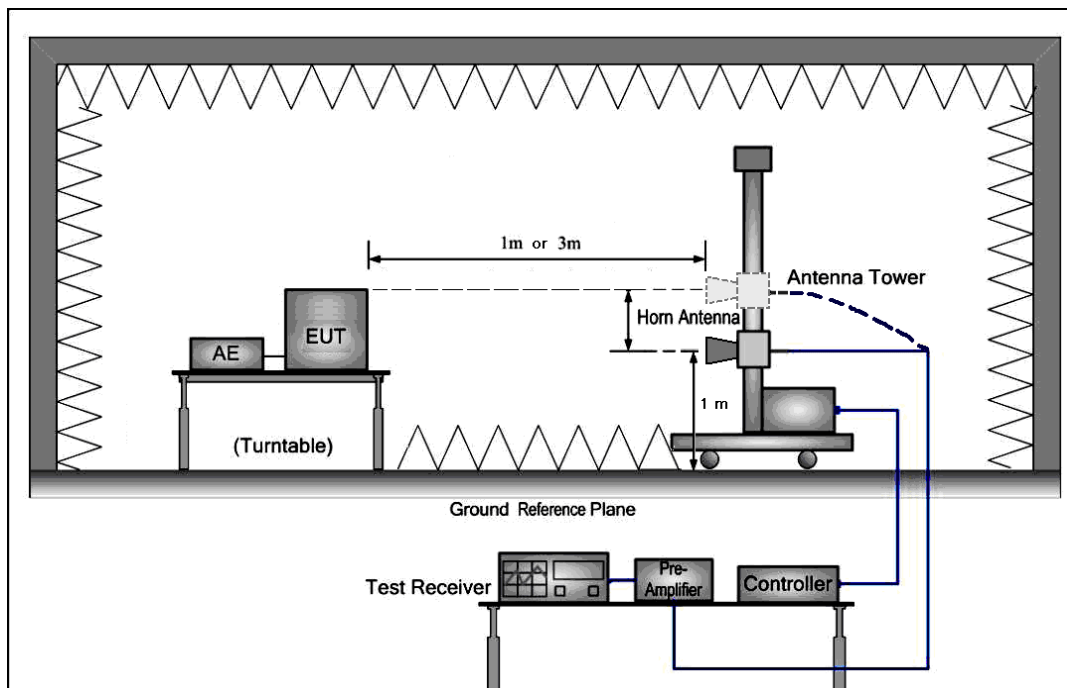 1m or 3m
Antenna Tower
Horn Antenna
EUT
AE
1 m
(Turntable)
Ground Reference Plane
Test Receiver
Pre-
Amplifier
Controller